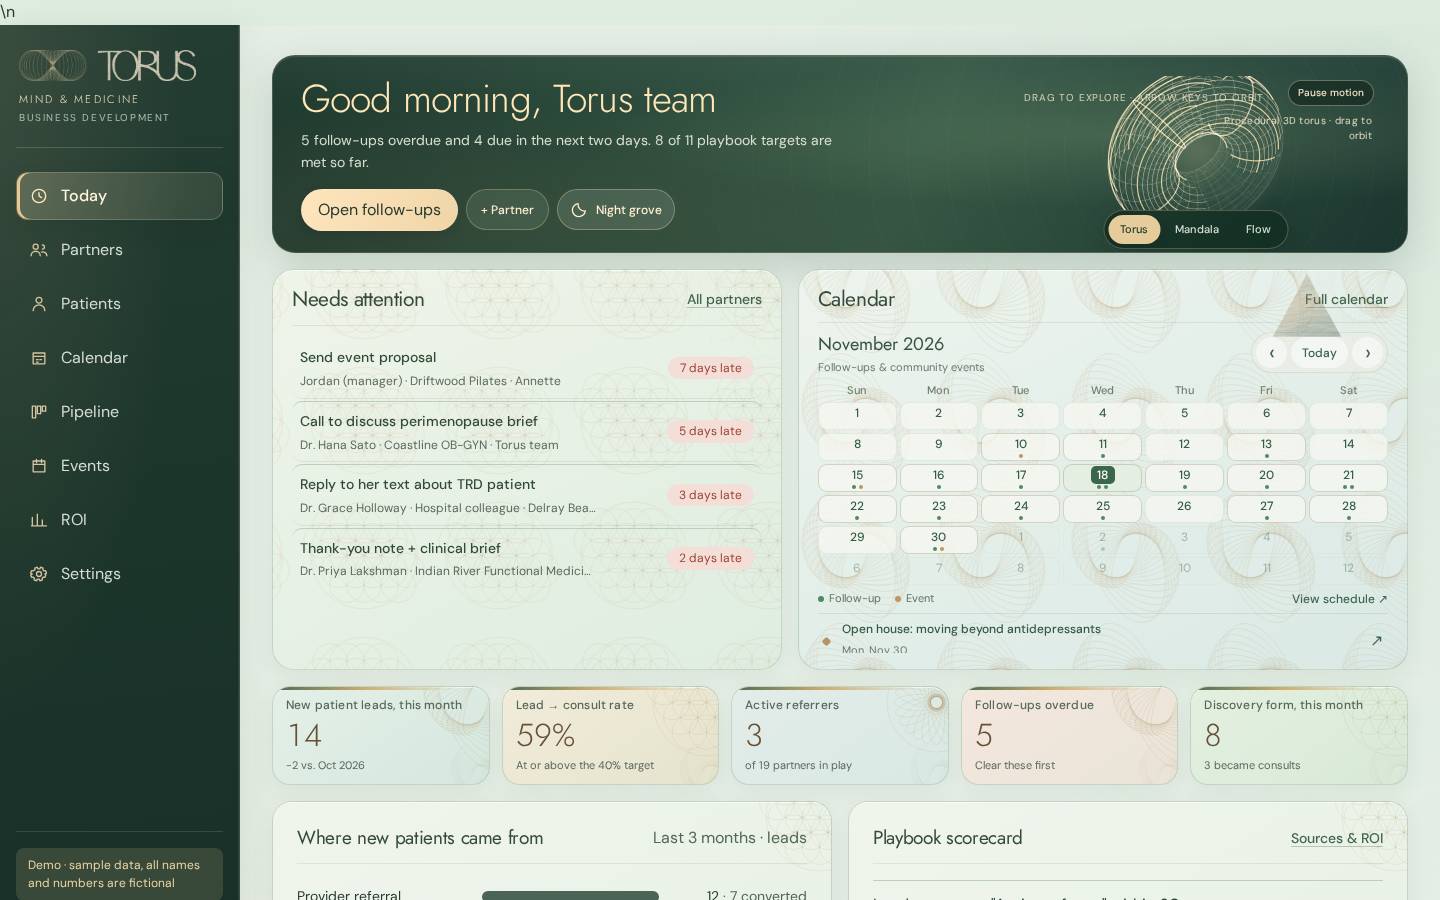 \n
TORUS
MIND & MEDICINE
BUSINESS DEVELOPMENT
Today
Partners
Patients
Calendar
Pipeline
Events
ROI
Settings
Demo · sample data, all names
and numbers are fictional
Good morning, Torus team
5 follow-ups overdue and 4 due in the next two days. 8 of 11 playbook targets are
met so far.
Open follow-ups
+ Partner
Night grove
DRAG TO EXPLORE · ARROW KEYS TO ORBIT
Pause motion
Procedural 3D torus · drag to
orbit
Torus Mandala Flow
Needs attention
All partners
Send event proposal
Jordan (manager) · Driftwood Pilates · Annette
7 days late
Call to discuss perimenopause brief
Dr. Hana Sato · Coastline OB-GYN · Torus team
5 days late
Reply to her text about TRD patient
Dr. Grace Holloway · Hospital colleague · Delray Bea...
3 days late
Thank-you note + clinical brief
Dr. Priya Lakshman · Indian River Functional Medici...
2 days late
Calendar
Full calendar
November 2026
Follow-ups & community events
‹ Today ›
Sun Mon Tue Wed Thu Fri Sat
1 2 3 4 5 6 7
8 9 10 11 12 13 14
15 16 17 18 19 20 21
22 23 24 25 26 27 28
29 30 1 2 3 4 5
6 7 8 9 10 11 12
Follow-up Event
View schedule ↗
Open house: moving beyond antidepressants
Mon, Nov 30
↗
New patient leads, this month
14
-2 vs. Oct 2026
Lead → consult rate
59%
At or above the 40% target
Active referrers
3
of 19 partners in play
Follow-ups overdue
5
Clear these first
Discovery form, this month
8
3 became consults
Where new patients came from
Last 3 months · leads
Provider referral
12 · 7 converted
Playbook scorecard
Sources & ROI